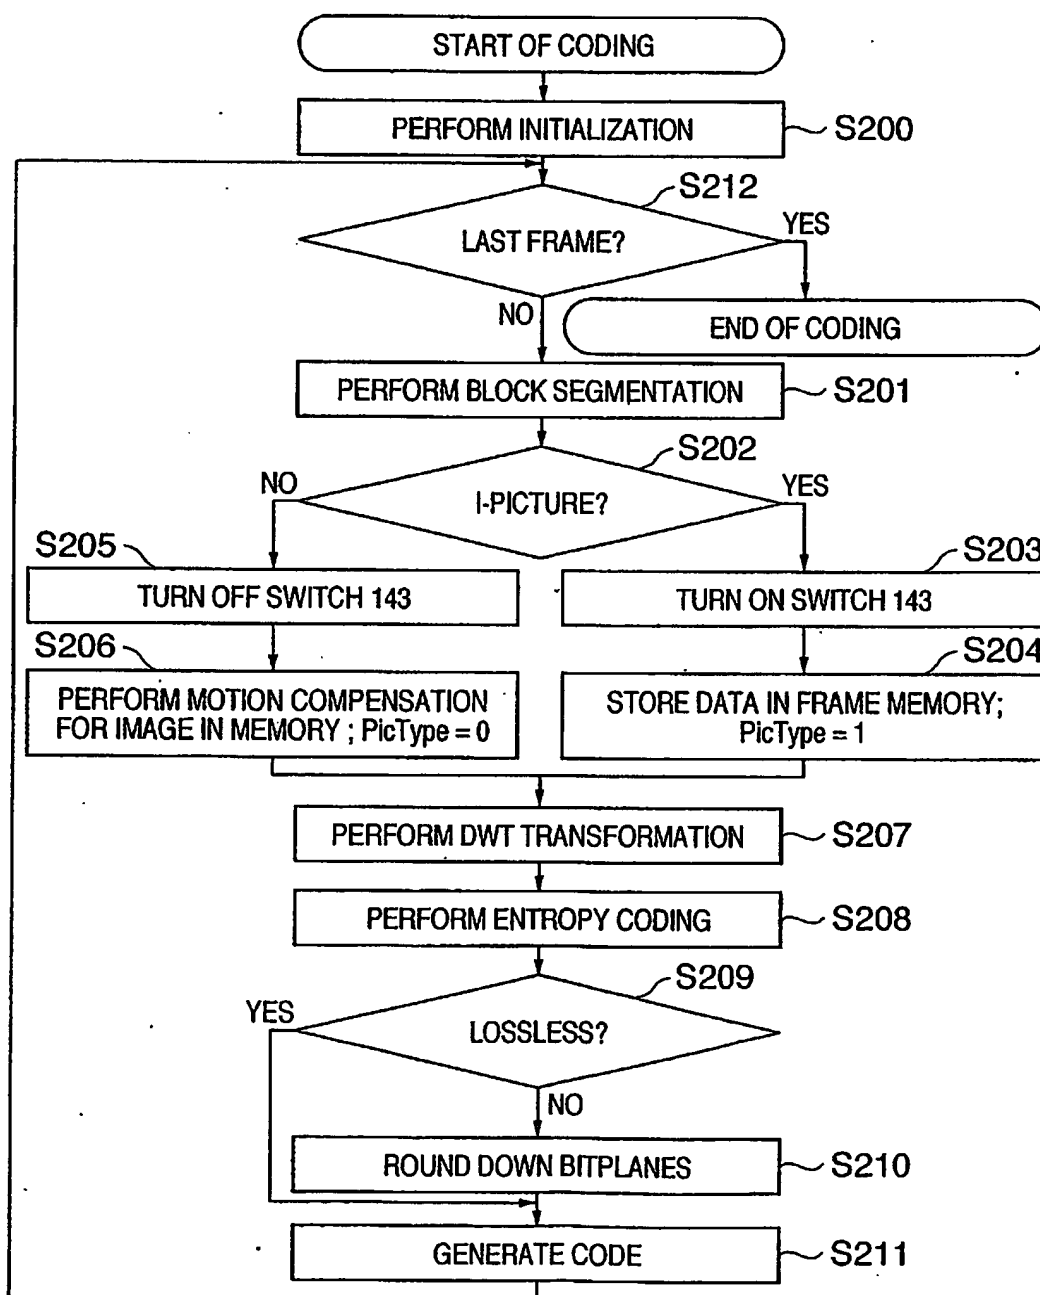 START OF CODING
PERFORM INITIALIZATION
S200
S212
LAST FRAME?
YES
NO
END OF CODING
PERFORM BLOCK SEGMENTATION
S201
S202
NO
I-PICTURE?
YES
S205
S203
TURN OFF SWITCH 143
TURN ON SWITCH 143
S206
S204
PERFORM MOTION COMPENSATION
FOR IMAGE IN MEMORY ; PicType = 0
STORE DATA IN FRAME MEMORY;
PicType = 1
PERFORM DWT TRANSFORMATION
S207
PERFORM ENTROPY CODING
S208
S209
YES
LOSSLESS?
NO
ROUND DOWN BITPLANES
S210
GENERATE CODE
S211